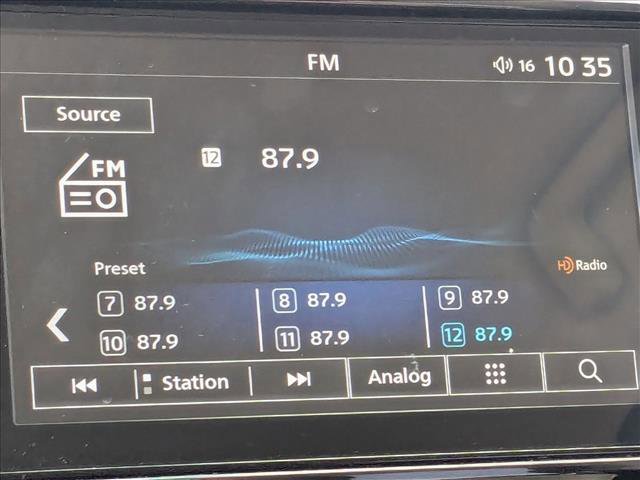 FM
16 10 35
Source
FM
12 87.9
Preset
HD Radio
7 87.9 8 87.9 9 87.9
10 87.9 11 87.9 12 87.9
Station Analog